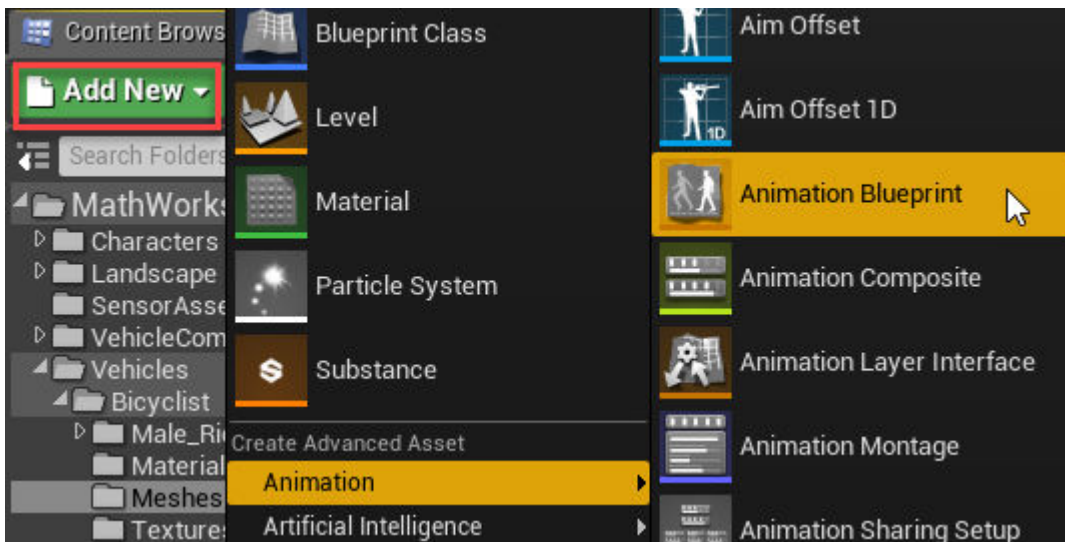 Content Brows
Add New
Search Folders
MathWorks
Characters
Landscape
SensorAsse
VehicleCom
Vehicles
Bicyclist
Male_Ri
Material
Meshes
Textures
Blueprint Class
Level
Material
Particle System
Substance
Create Advanced Asset
Animation
Artificial Intelligence
Aim Offset
1D
Aim Offset 1D
Animation Blueprint
Animation Composite
Animation Layer Interface
Animation Montage
Animation Sharing Setup